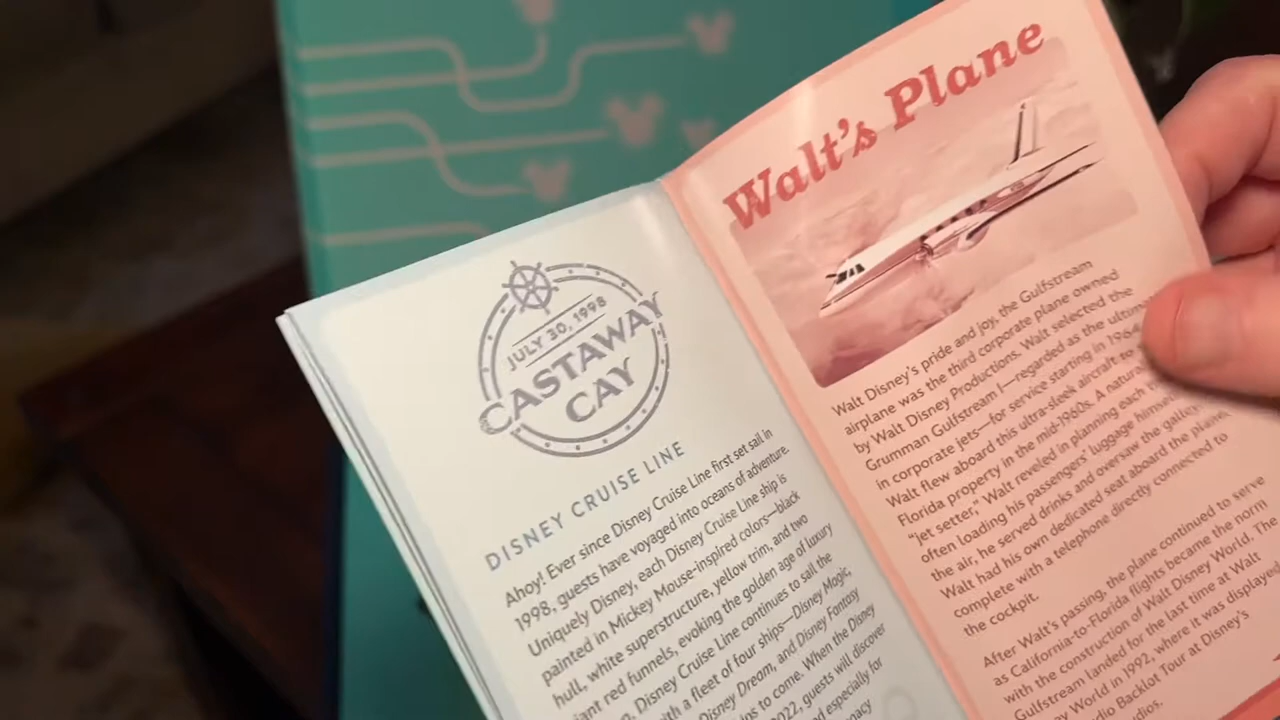 JULY 30, 1998
CASTAWAY
CAY
DISNEY CRUISE LINE
Ahoy! Ever since Disney Cruise Line first set sail in
1998, guests have voyaged into oceans of adventure.
Uniquely Disney, each Disney Cruise Line ship is
painted in Mickey Mouse-inspired colors—black
hull, white superstructure, yellow trim, and two
giant red funnels, evoking the golden age of luxury
Disney Cruise Line continues to sail the
with a fleet of four ships—Disney Magic,
Disney Dream, and Disney Fantasy
to come. When the Disney
2022, guests will discover
especially for
Walt's Plane
Walt Disney's pride and joy, the Gulfstream
airplane was the third corporate plane owned
by Walt Disney Productions. Walt selected the
Grumman Gulfstream I—regarded as the
in corporate jets—for service starting in 1964
Walt flew aboard this ultra-sleek aircraft to
Florida property in the mid-1960s. A natural
"jet setter," Walt reveled in planning each
often loading his passengers' luggage himself
the air, he served drinks and oversaw the galley.
Walt had his own dedicated seat aboard the plane,
complete with a telephone directly connected to
the cockpit.
After Walt's passing, the plane continued to serve
as California-to-Florida flights became the norm
with the construction of Walt Disney World. The
Gulfstream landed for the last time at Walt
World in 1992, where it was displayed
Backlot Tour at Disney's